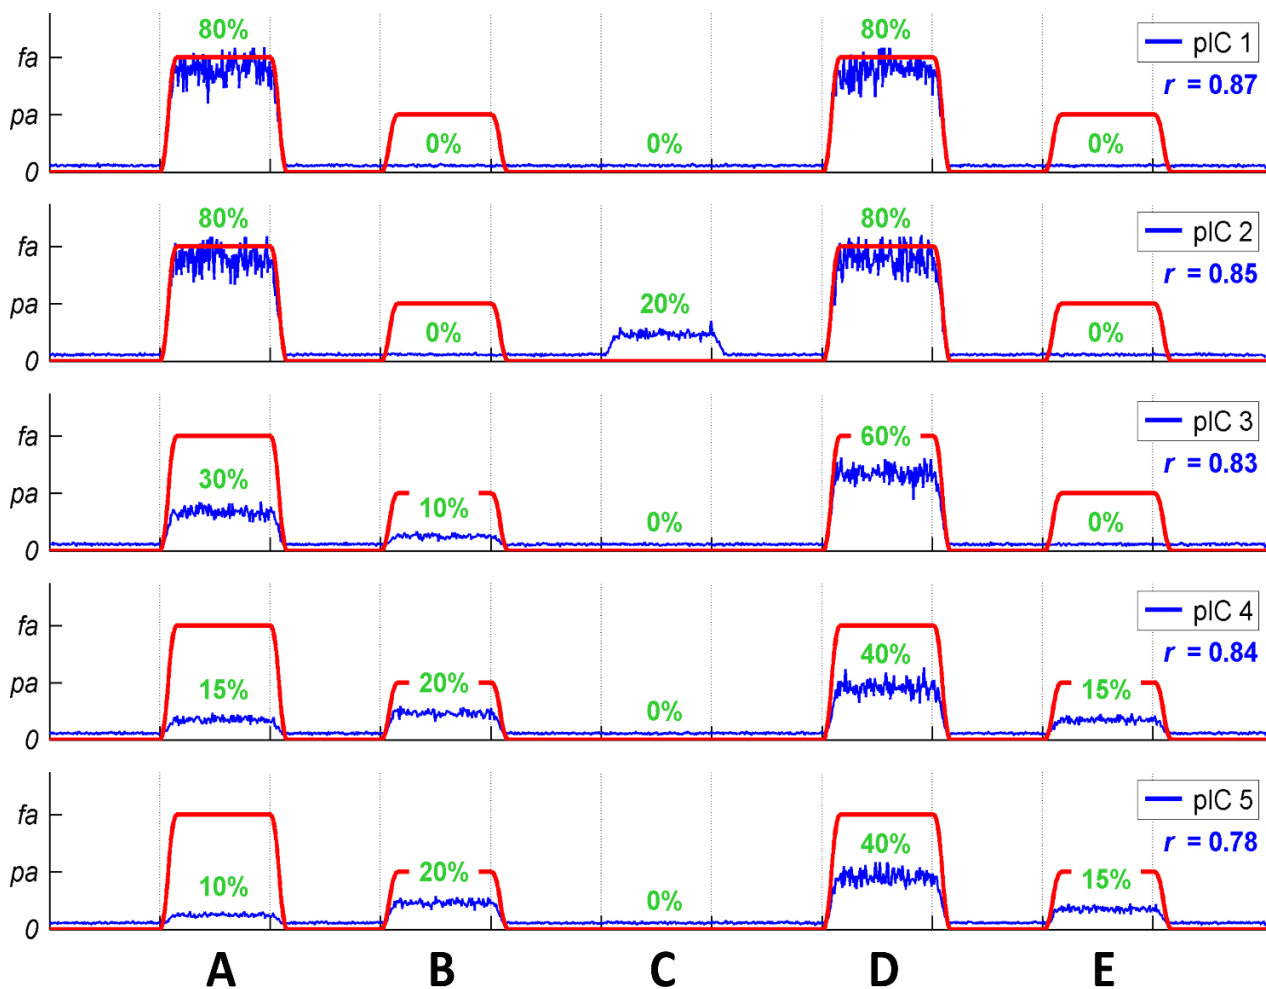 80% 80% pIC 1
fa r = 0.87
pa
0% 0% 0%
0
80% 80% pIC 2
fa r = 0.85
pa 20%
0% 0%
0
pIC 3
fa 60% r = 0.83
30%
pa 10%
0% 0%
0
pIC 4
fa r = 0.84
40%
pa 15% 20% 15%
0%
0
pIC 5
fa r = 0.78
40%
pa 10% 20% 15%
0%
0
A B C D E